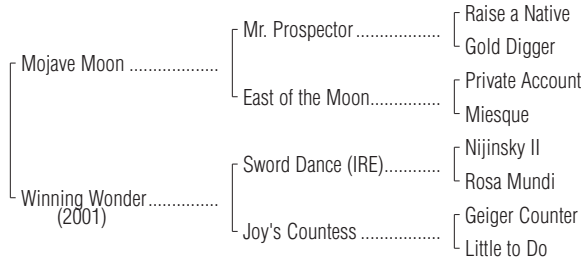 Raise a Native
Mr. Prospector ..................
Gold Digger
Mojave Moon ...................
Private Account
East of the Moon...............
Miesque
Nijinsky II
Sword Dance (IRE)............
Rosa Mundi
Winning Wonder...............
(2001)
Geiger Counter
Joy's Countess .................
Little to Do